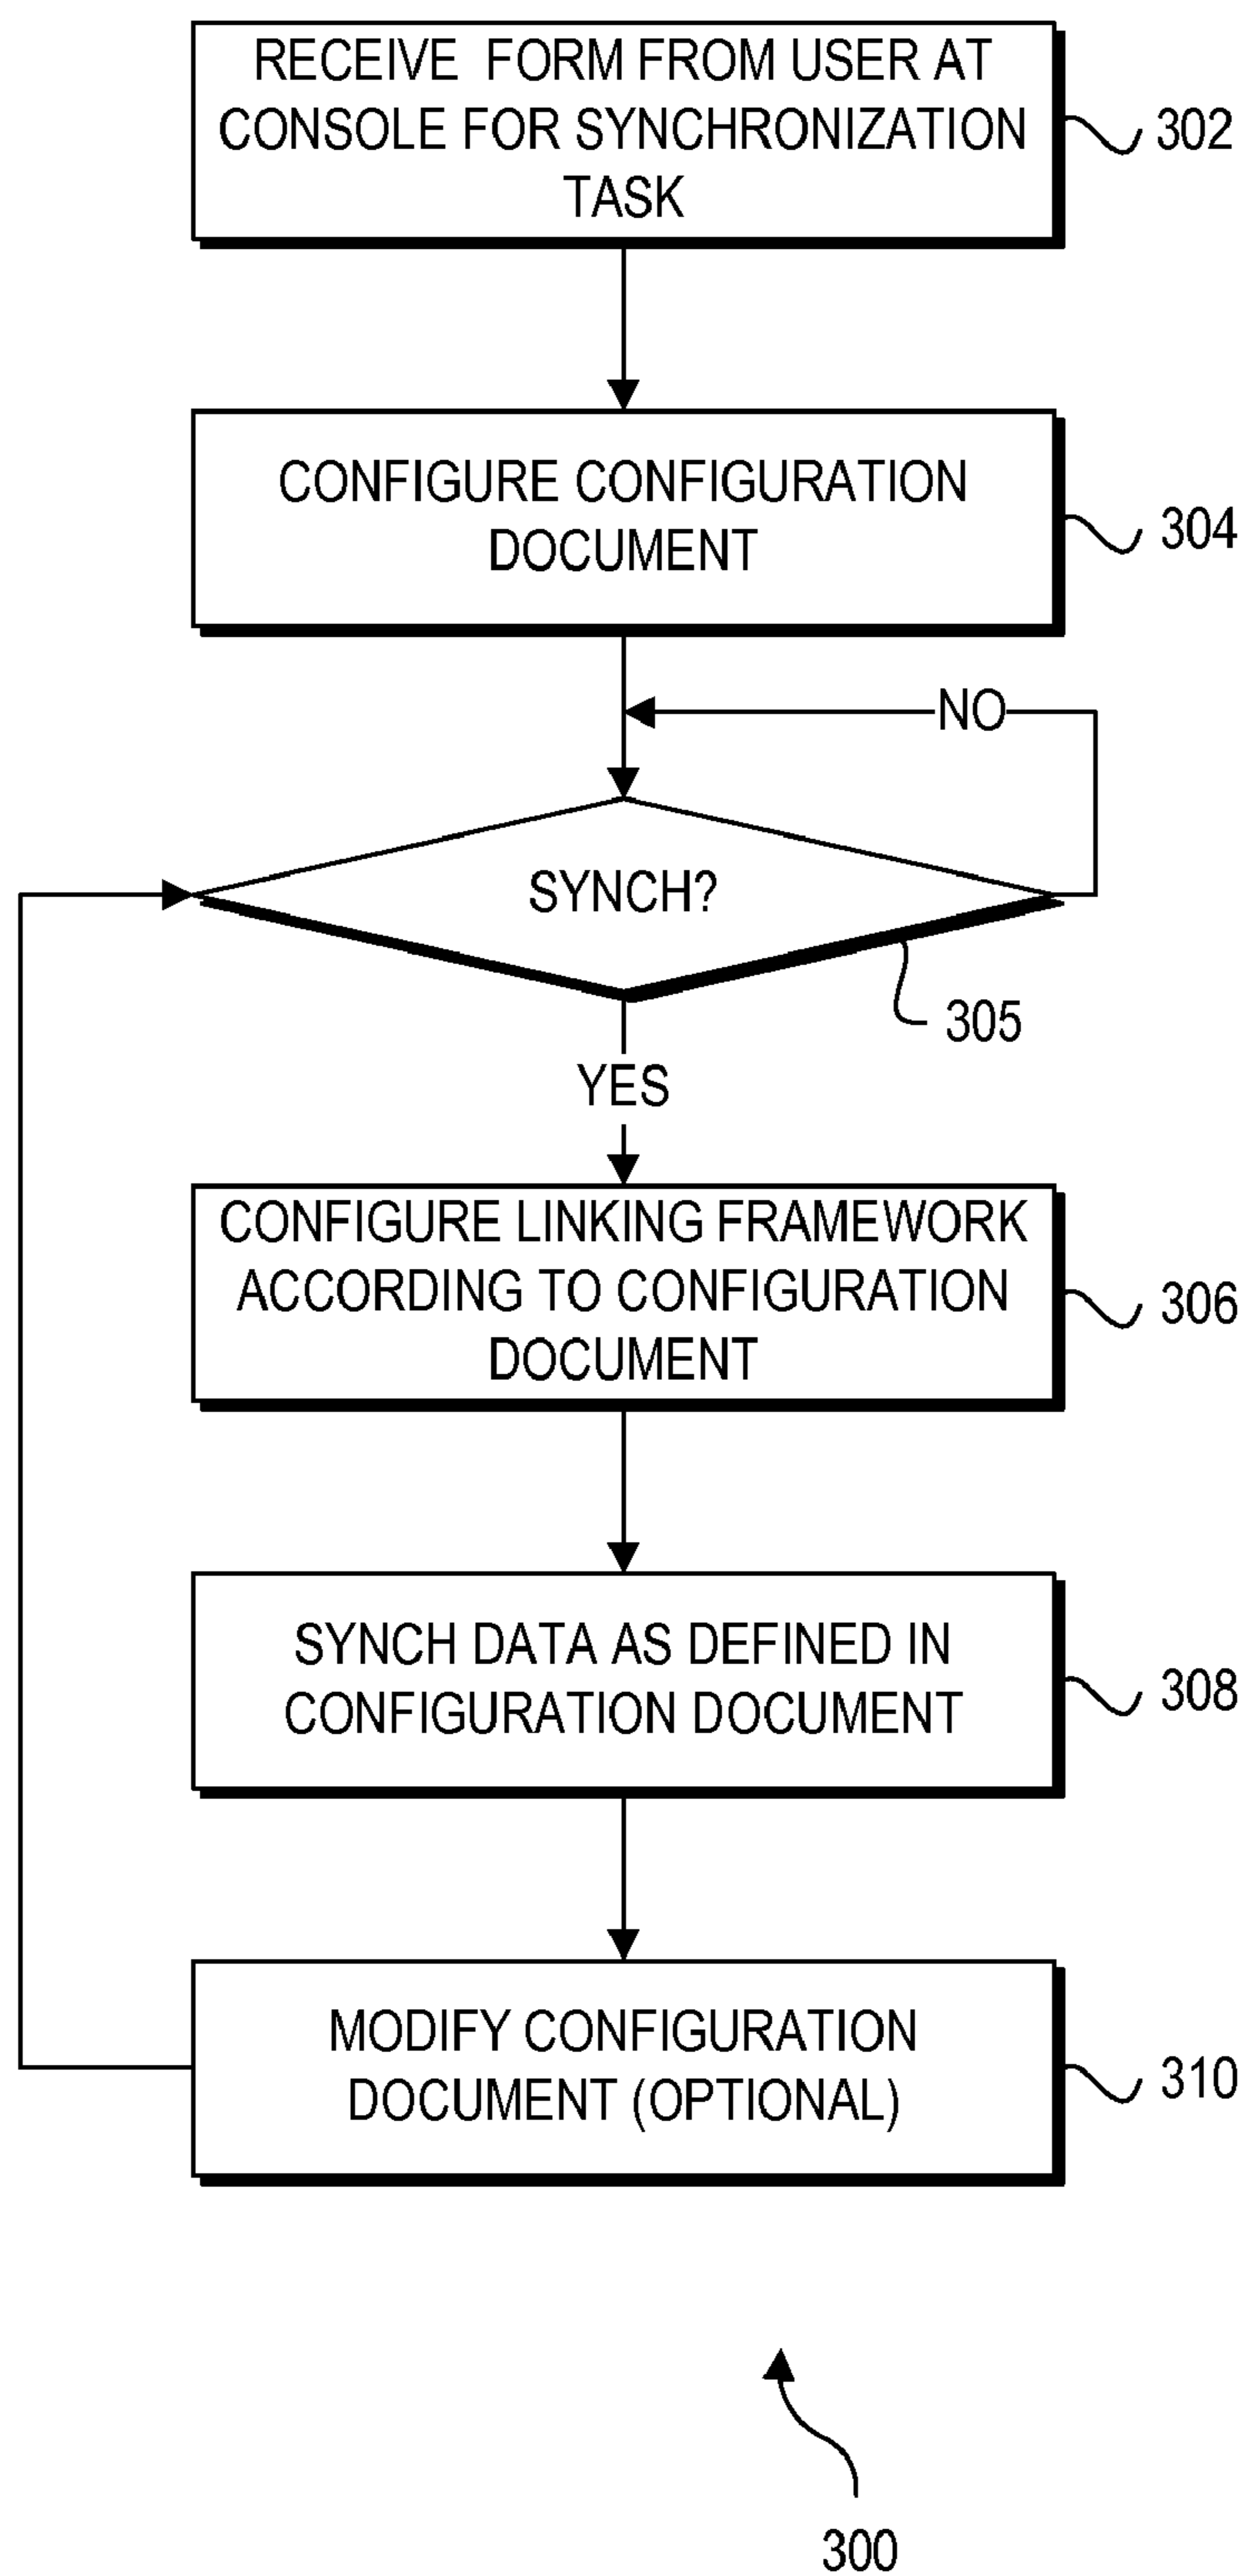 RECEIVE FORM FROM USER AT
CONSOLE FOR SYNCHRONIZATION
TASK
302
CONFIGURE CONFIGURATION
DOCUMENT
304
NO
SYNCH?
305
YES
CONFIGURE LINKING FRAMEWORK
ACCORDING TO CONFIGURATION
DOCUMENT
306
SYNCH DATA AS DEFINED IN
CONFIGURATION DOCUMENT
308
MODIFY CONFIGURATION
DOCUMENT (OPTIONAL)
310
300